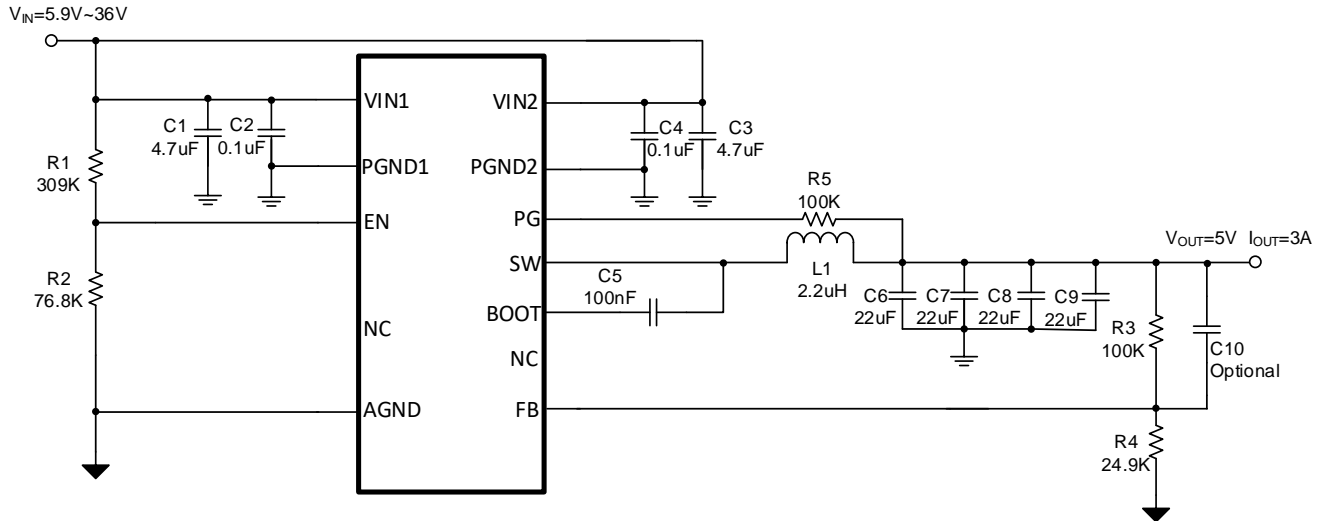 VIN=5.9V~36V
VIN1
VIN2
C1
4.7uF
C2
0.1uF
C4
0.1uF
C3
4.7uF
R1
309K
PGND1
PGND2
R5
100K
EN
PG
VOUT=5V IOUT=3A
SW
L1
2.2uH
R2
76.8K
C5
100nF
C6
22uF
C7
22uF
C8
22uF
C9
22uF
BOOT
NC
NC
R3
100K
C10
Optional
AGND
FB
R4
24.9K